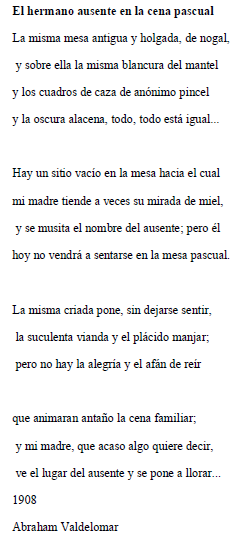 El hermano ausente en la cena pascual
La misma mesa antigua y holgada, de nogal,
y sobre ella la misma blancura del mantel
y los cuadros de caza de anónimo pincel
y la oscura alacena, todo, todo está igual...
Hay un sitio vacío en la mesa hacia el cual
mi madre tiende a veces su mirada de miel,
y se musita el nombre del ausente; pero él
hoy no vendrá a sentarse en la mesa pascual.
La misma criada pone, sin dejarse sentir,
la suculenta vianda y el plácido manjar;
pero no hay la alegría y el afán de reír
que animaran antaño la cena familiar;
y mi madre, que acaso algo quiere decir,
ve el lugar del ausente y se pone a llorar...
1908
Abraham Valdelomar